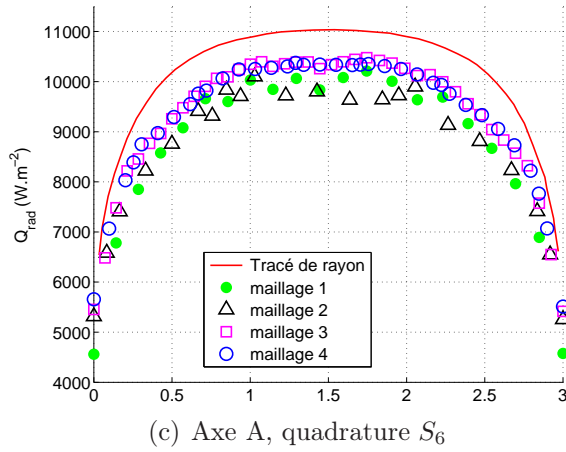 11000
10000
9000
8000
7000
6000
5000
4000
Q_rad (W.m⁻²)
Tracé de rayon
maillage 1
maillage 2
maillage 3
maillage 4
0 0.5 1 1.5 2 2.5 3
(c) Axe A, quadrature S₆